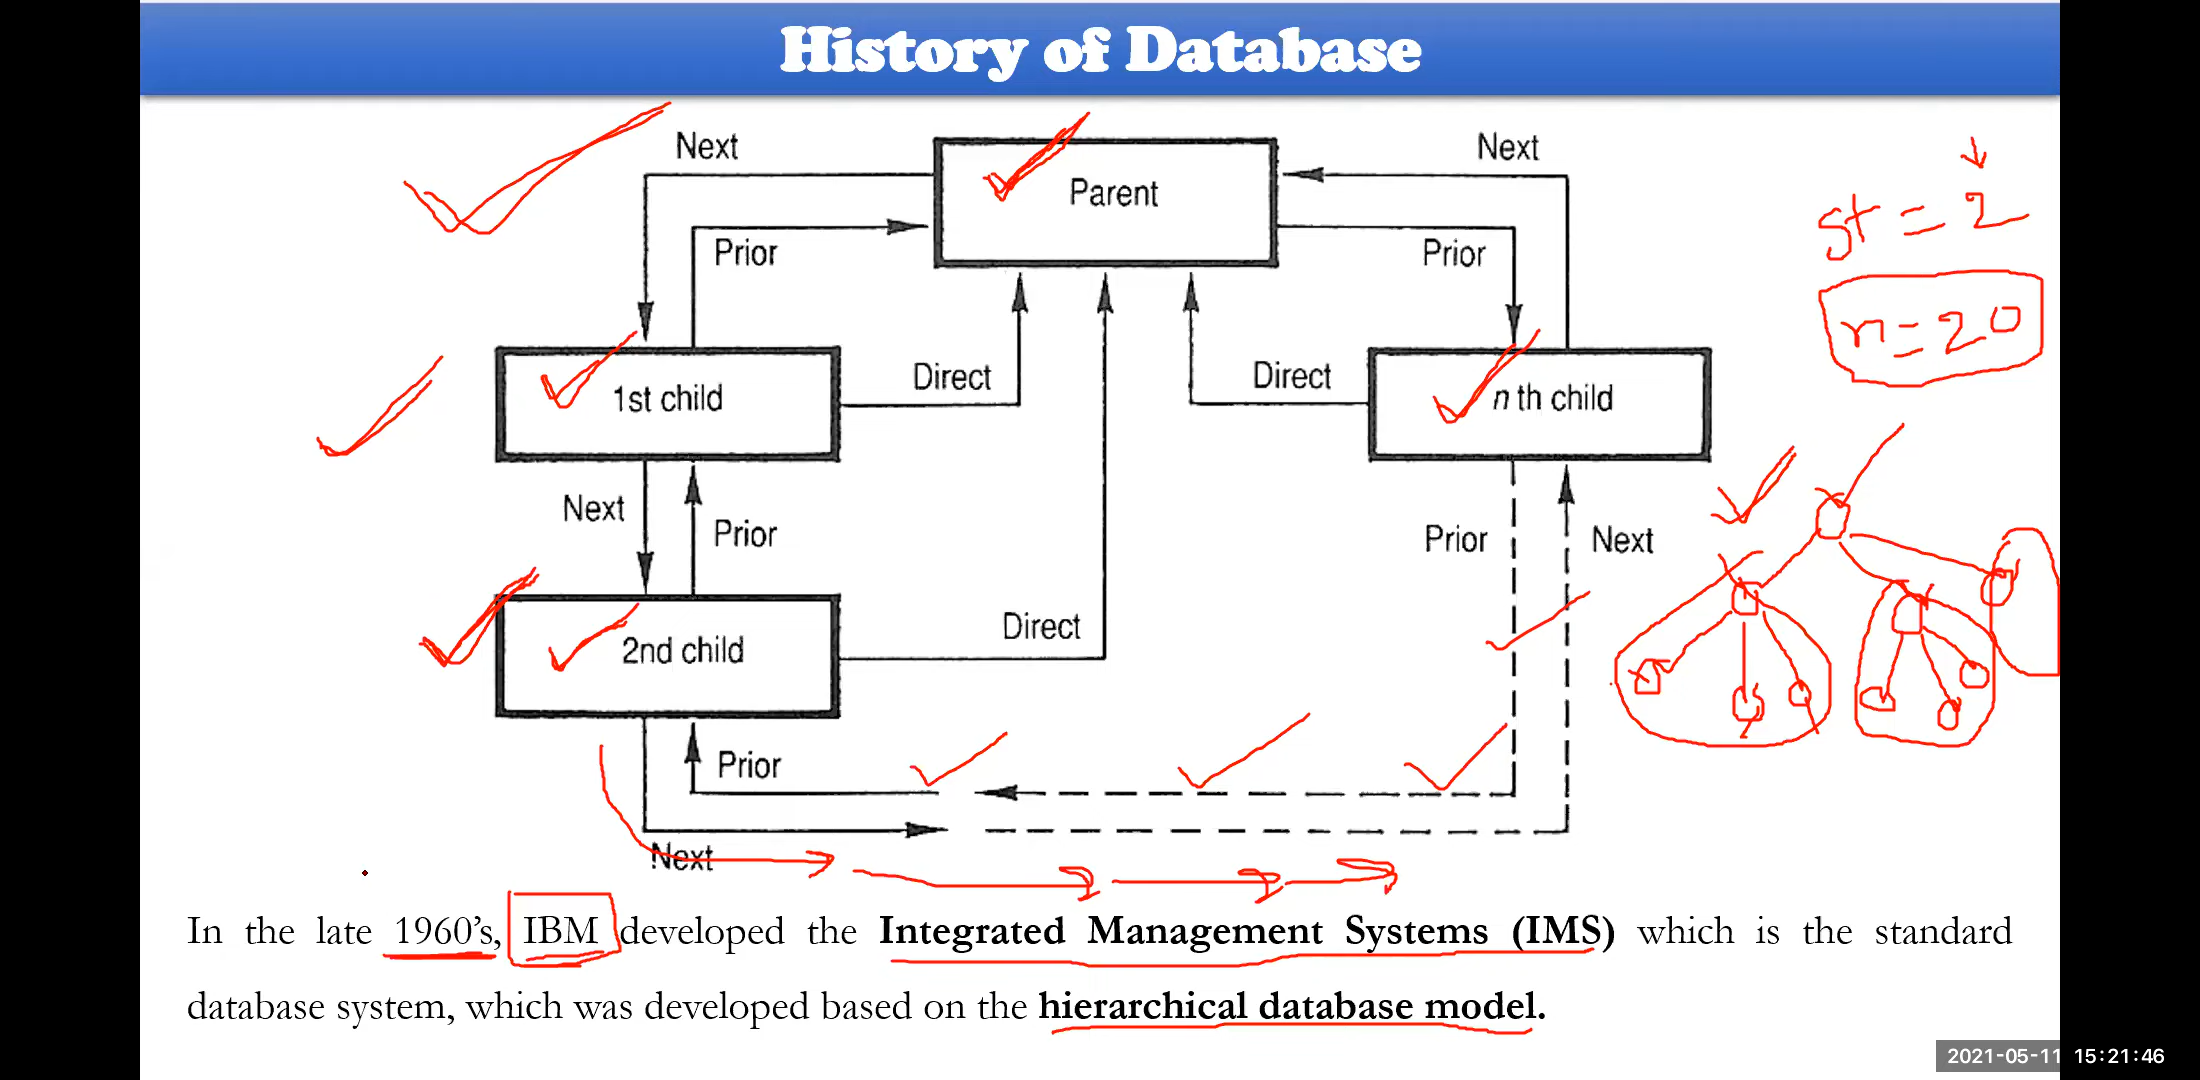 History of Database
Next
Next
Parent
Prior
Prior
st = 2
n = 20
Direct
Direct
1st child
n th child
Next
Prior
Prior
Next
2nd child
Direct
Prior
Next
In the late 1960's, IBM developed the Integrated Management Systems (IMS) which is the standard
database system, which was developed based on the hierarchical database model.
2021-05-11 15:21:46